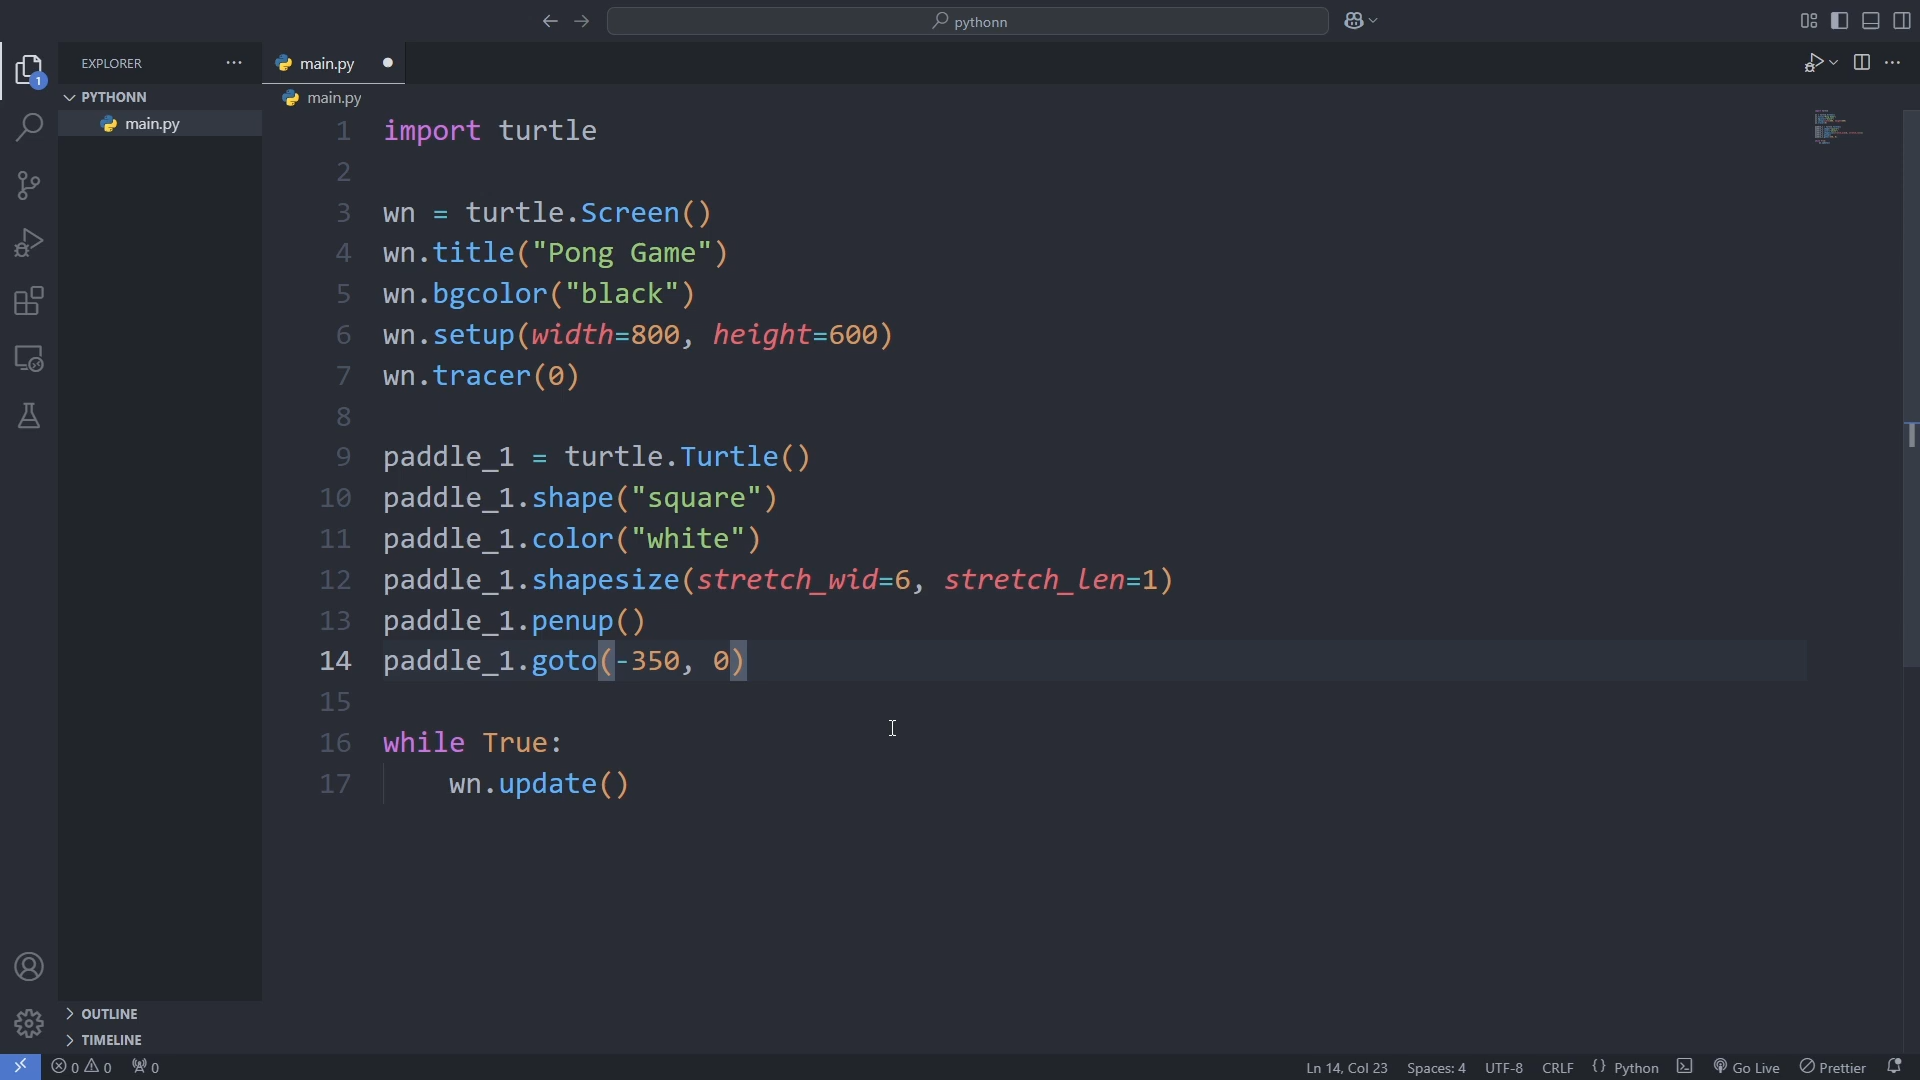 pythonn
EXPLORER
main.py
PYTHONN
main.py
main.py
1 import turtle
2
3 wn = turtle.Screen()
4 wn.title("Pong Game")
5 wn.bgcolor("black")
6 wn.setup(width=800, height=600)
7 wn.tracer(0)
8
9 paddle_1 = turtle.Turtle()
10 paddle_1.shape("square")
11 paddle_1.color("white")
12 paddle_1.shapesize(stretch_wid=6, stretch_len=1)
13 paddle_1.penup()
14 paddle_1.goto(-350, 0)
15
16 while True:
17     wn.update()
1
OUTLINE
TIMELINE
0 0 0 Ln 14, Col 23 Spaces: 4 UTF-8 CRLF {} Python Go Live Prettier